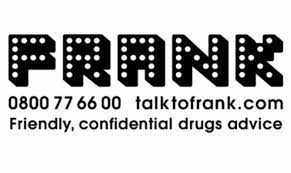 FRANK
0800 77 66 00 talktofrank.com
Friendly, confidential drugs advice